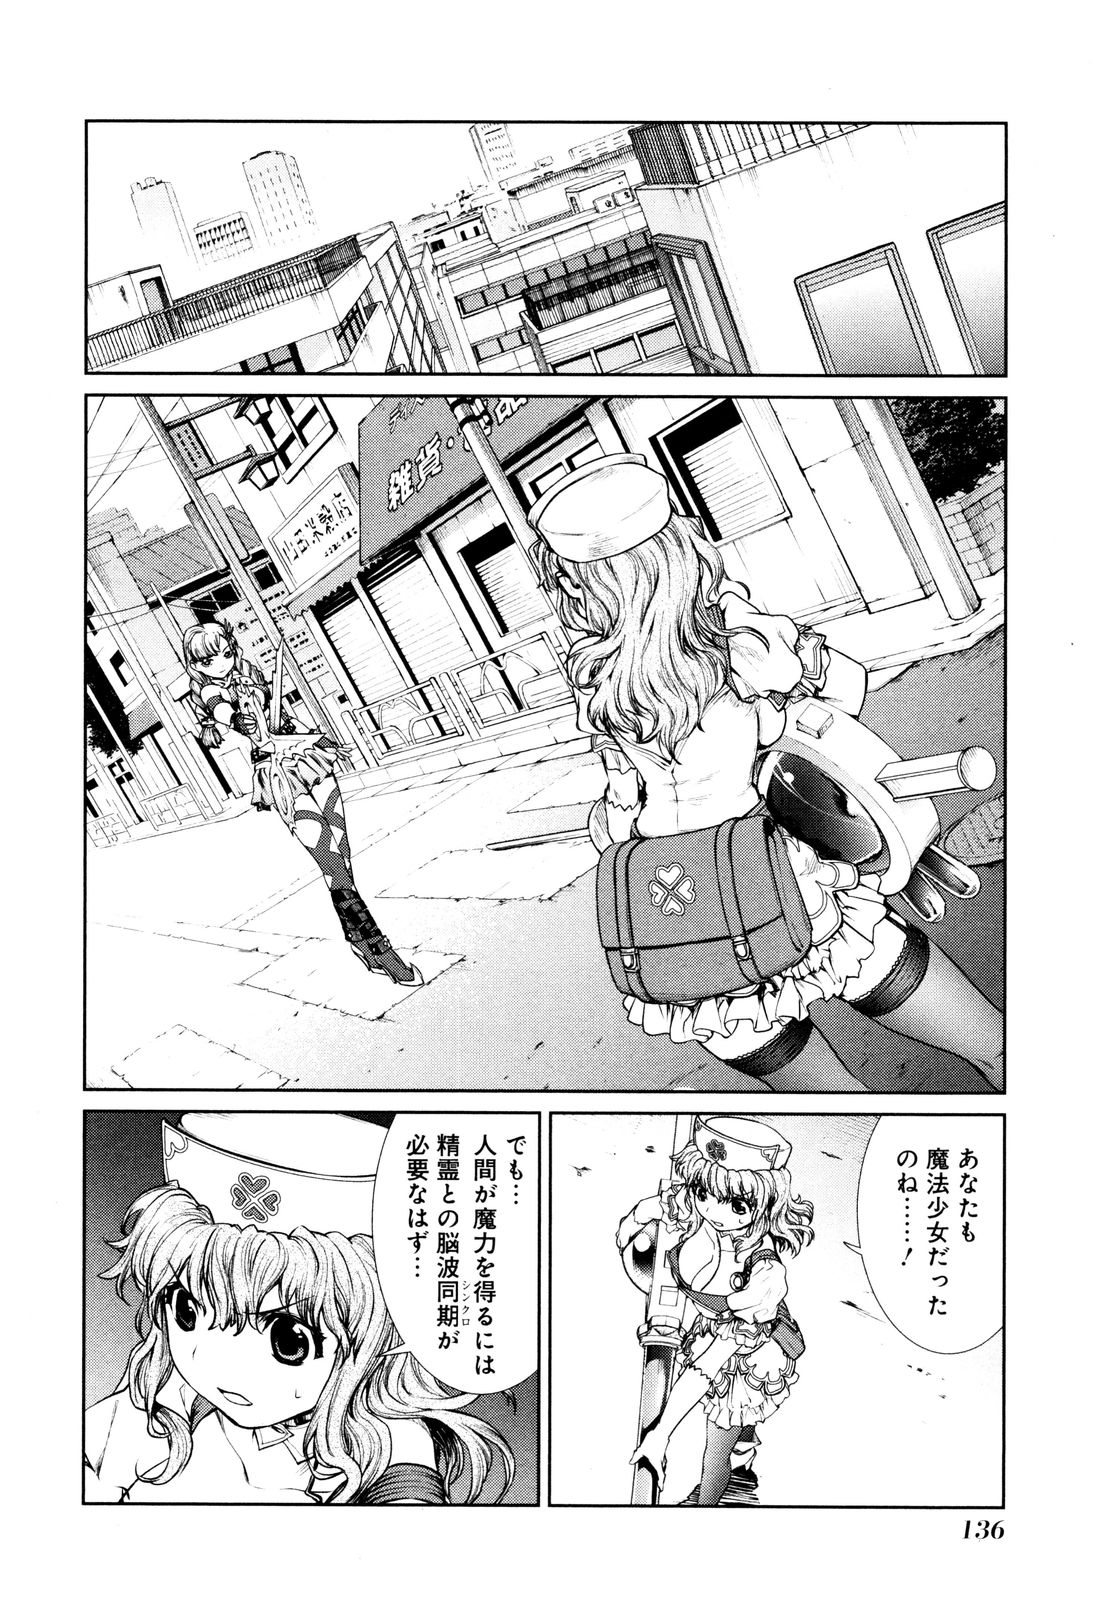 雑貨・
あなたも
魔法少女だった
のね……！
でも…
人間が魔力を得るには
精霊との脳波同期が
シンクロ
必要なはず…
136